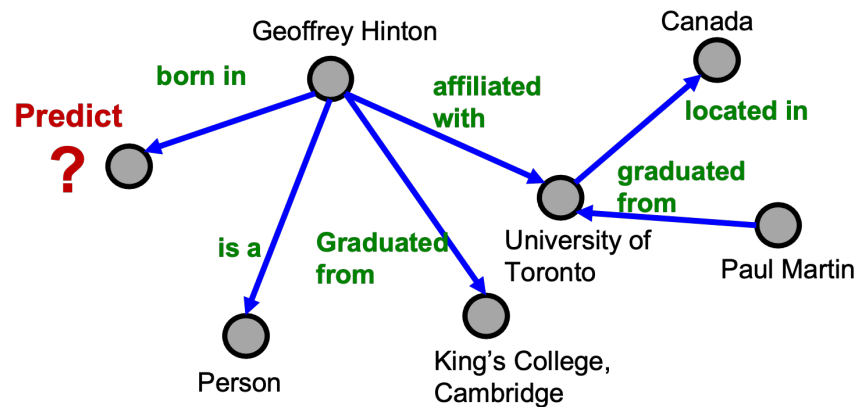 Geoffrey Hinton
Canada
born in
affiliated
with
located in
Predict
?
graduated
from
is a
Graduated
from
University of
Toronto
Paul Martin
Person
King's College,
Cambridge